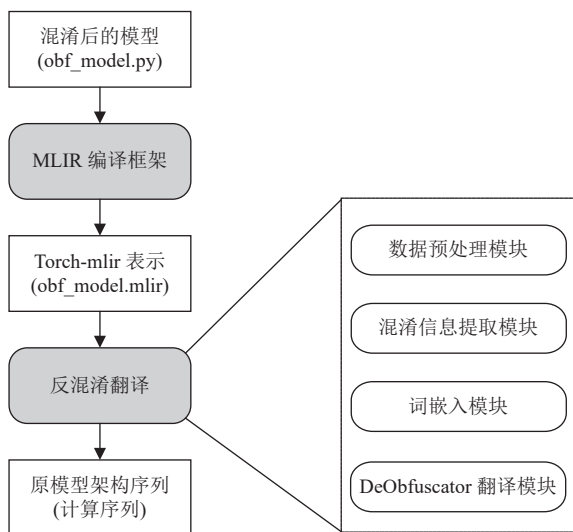 混淆后的模型
(obf_model.py)
MLIR 编译框架
Torch-mlir 表示
(obf_model.mlir)
反混淆翻译
原模型架构序列
(计算序列)
数据预处理模块
混淆信息提取模块
词嵌入模块
DeObfuscator 翻译模块